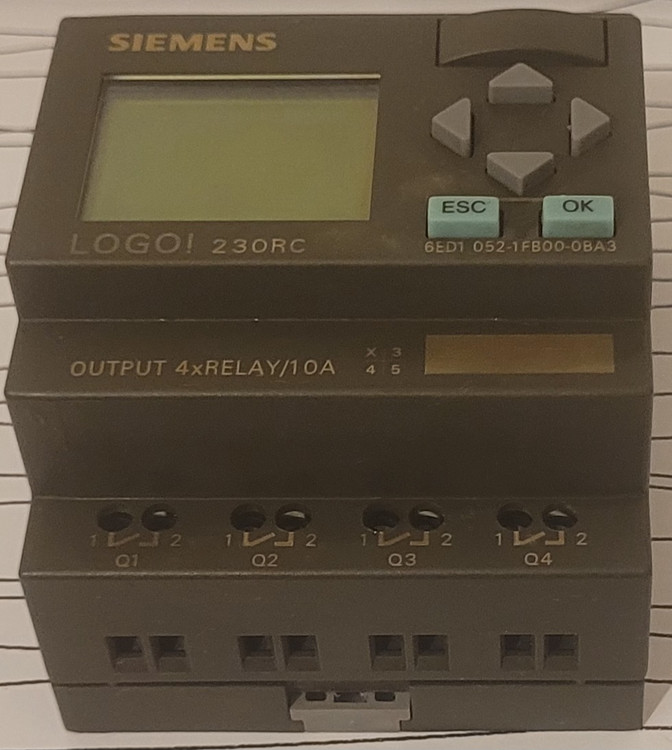 SIEMENS
ESC OK
LOGO! 230RC 6ED1 052-1FB00-0BA3
OUTPUT 4xRELAY/10A X 3
4 5
1 2 1 2 1 2 1 2
Q1 Q2 Q3 Q4